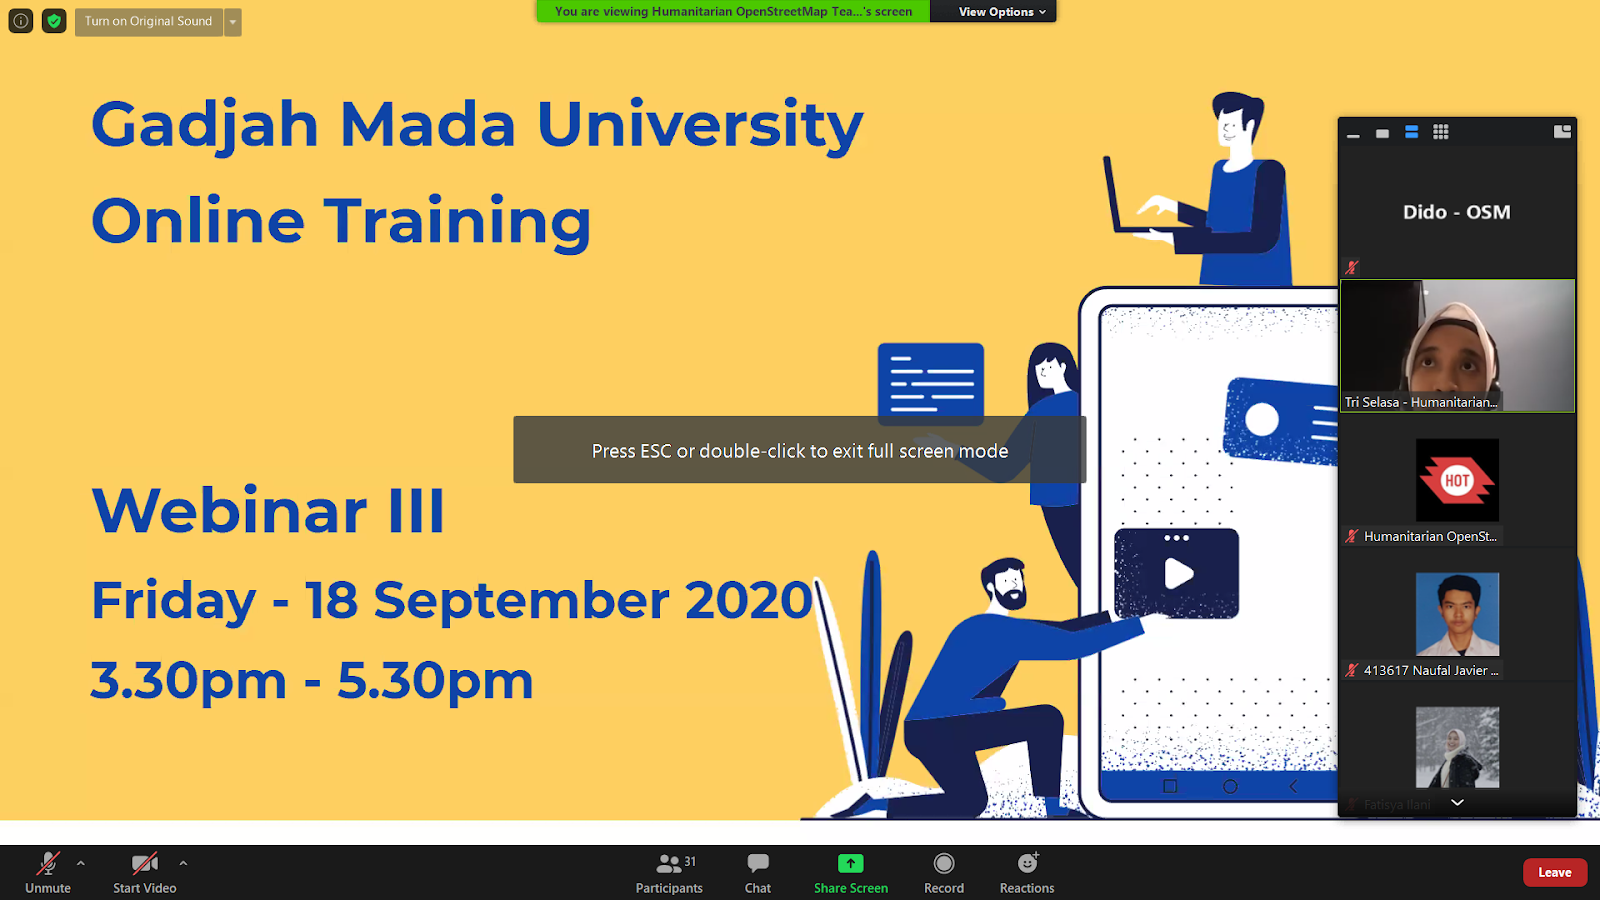 Turn on Original Sound
You are viewing Humanitarian OpenStreetMap Tea...'s screen
View Options
Gadjah Mada University
Online Training
Webinar III
Friday - 18 September 2020
3.30pm - 5.30pm
Press ESC or double-click to exit full screen mode
Dido - OSM
Tri Selasa - Humanitarian...
HOT
Humanitarian OpenSt...
413617 Naufal Javier ...
Fatisya Ilani
Unmute
Start Video
31
Participants
Chat
Share Screen
Record
Reactions
Leave